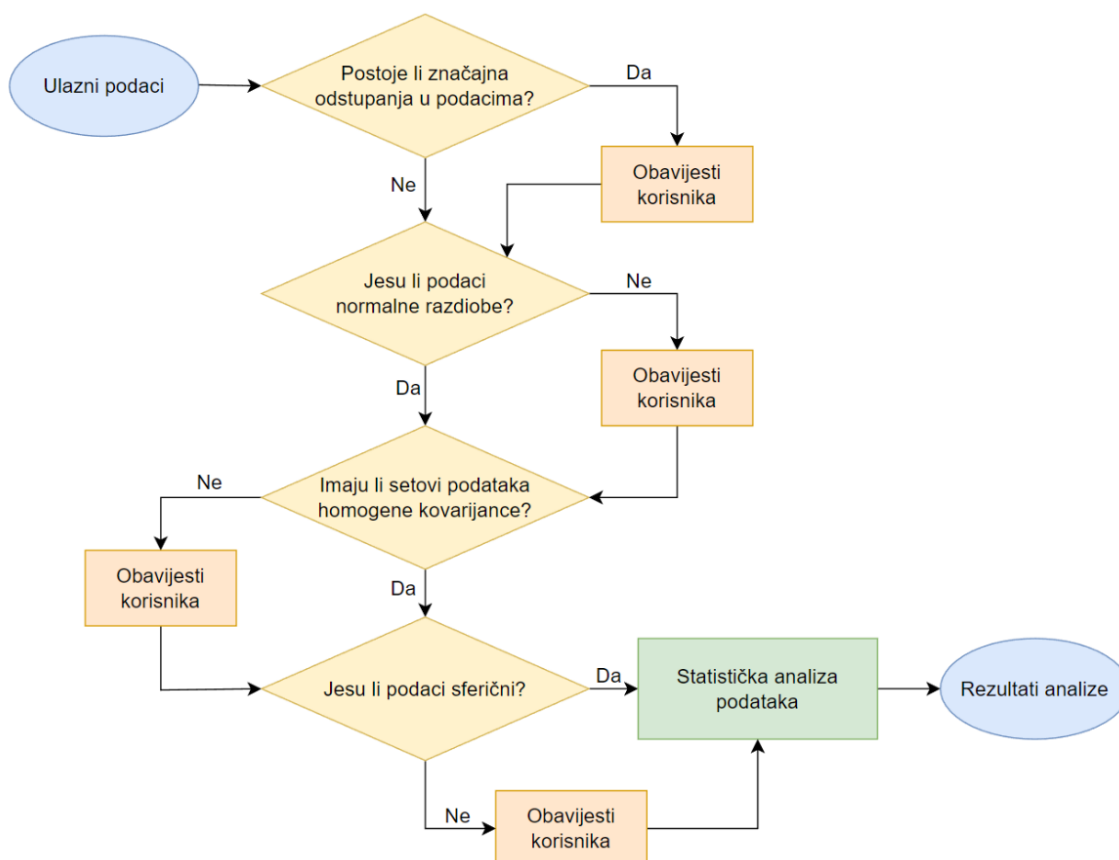 Ulazni podaci
Postoje li značajna
odstupanja u podacima?
Da
Obavijesti
korisnika
Ne
Jesu li podaci
normalne razdiobe?
Ne
Obavijesti
korisnika
Da
Imaju li setovi podataka
homogene kovarijance?
Ne
Obavijesti
korisnika
Da
Jesu li podaci sferični?
Da
Statistička analiza
podataka
Rezultati analize
Ne
Obavijesti
korisnika